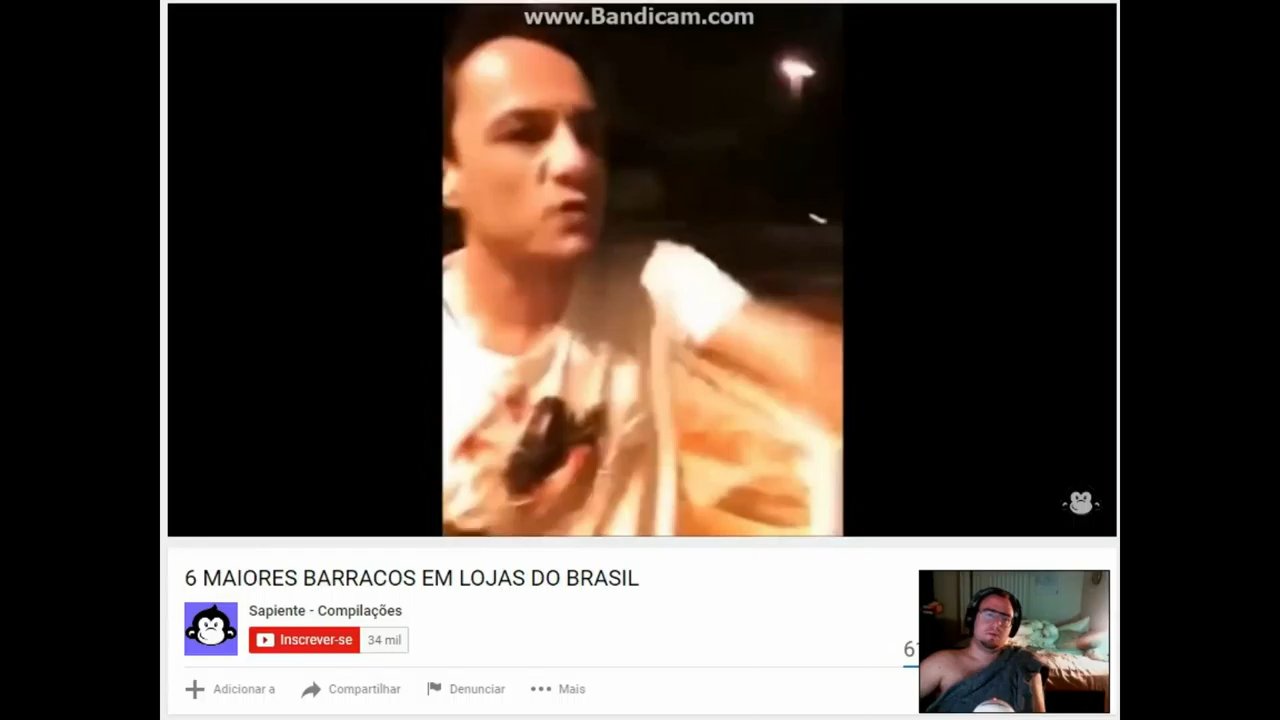 www.Bandicam.com
6 MAIORES BARRACOS EM LOJAS DO BRASIL
Sapiente - Compilações
Inscrever-se 34 mil
Adicionar a Compartilhar Denunciar Mais